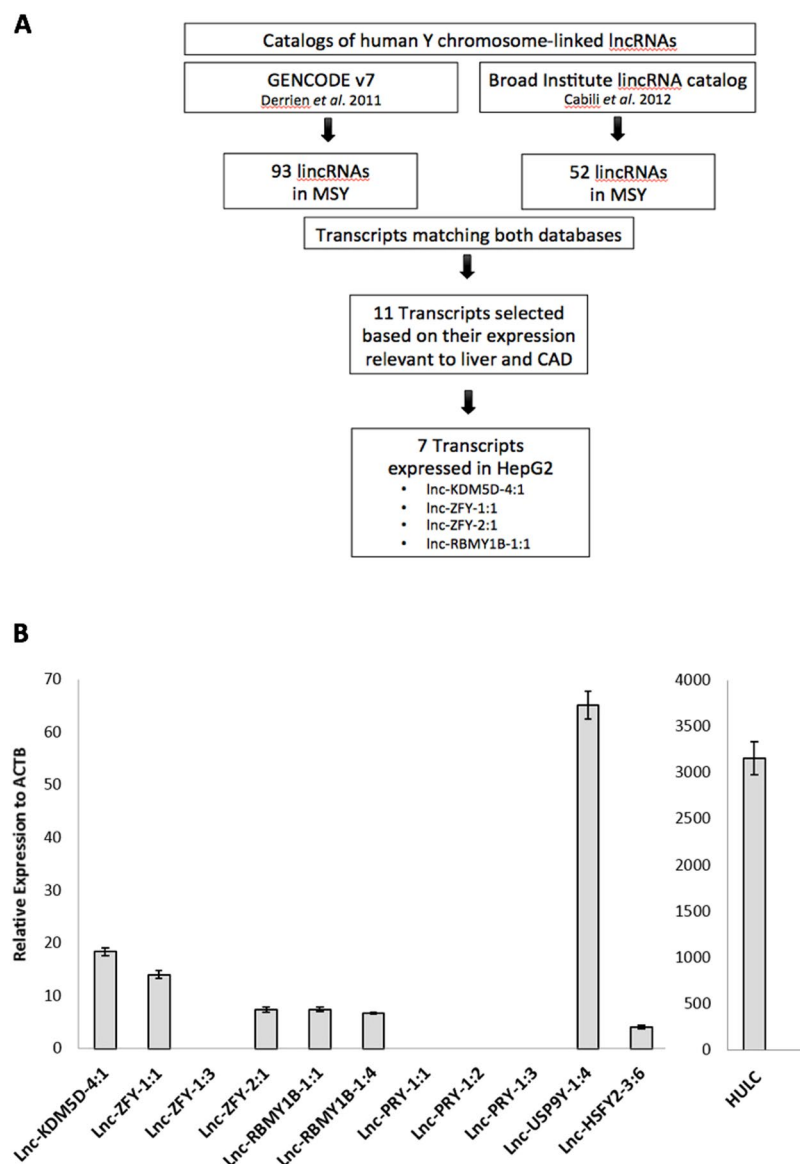 A
Catalogs of human Y chromosome-linked lncRNAs
GENCODE v7
Derrien et al. 2011
Broad Institute lincRNA catalog
Cabili et al. 2012
93 lincRNAs
in MSY
52 lincRNAs
in MSY
Transcripts matching both databases
11 Transcripts selected
based on their expression
relevant to liver and CAD
7 Transcripts
expressed in HepG2
• lnc-KDM5D-4:1
• lnc-ZFY-1:1
• lnc-ZFY-2:1
• lnc-RBMY1B-1:1
B
Relative Expression to ACTB
70
60
50
40
30
20
10
0
4000
3500
3000
2500
2000
1500
1000
500
0
Lnc-KDM5D-4:1
Lnc-ZFY-1:1
Lnc-ZFY-1:3
Lnc-ZFY-2:1
Lnc-RBMY1B-1:1
Lnc-RBMY1B-1:4
Lnc-PRY-1:1
Lnc-PRY-1:2
Lnc-PRY-1:3
Lnc-USP9Y-1:4
Lnc-HSFY2-3:6
HULC